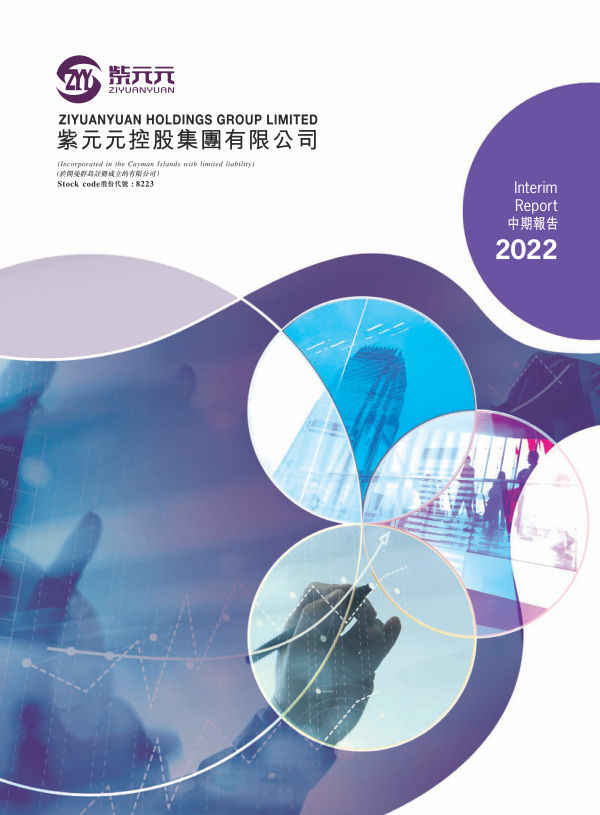 ZYY 紫元元
ZIYUANYUAN
ZIYUANYUAN HOLDINGS GROUP LIMITED
紫元元控股集團有限公司
(Incorporated in the Cayman Islands with limited liability)
(於開曼群島註冊成立的有限公司)
Stock code股份代號 : 8223
Interim
Report
中期報告
2022